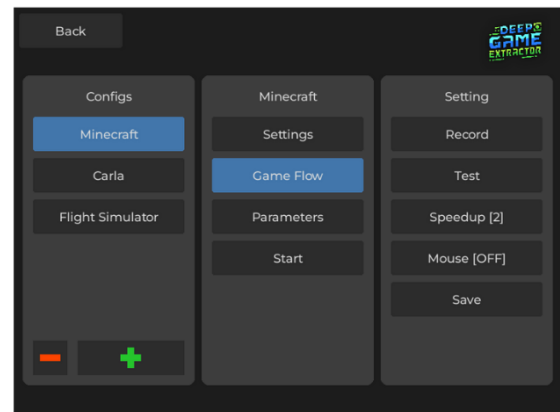 Back
DEEP
GAME
EXTRACTOR
Configs
Minecraft
Carla
Flight Simulator
Minecraft
Settings
Game Flow
Parameters
Start
Setting
Record
Test
Speedup [2]
Mouse [OFF]
Save